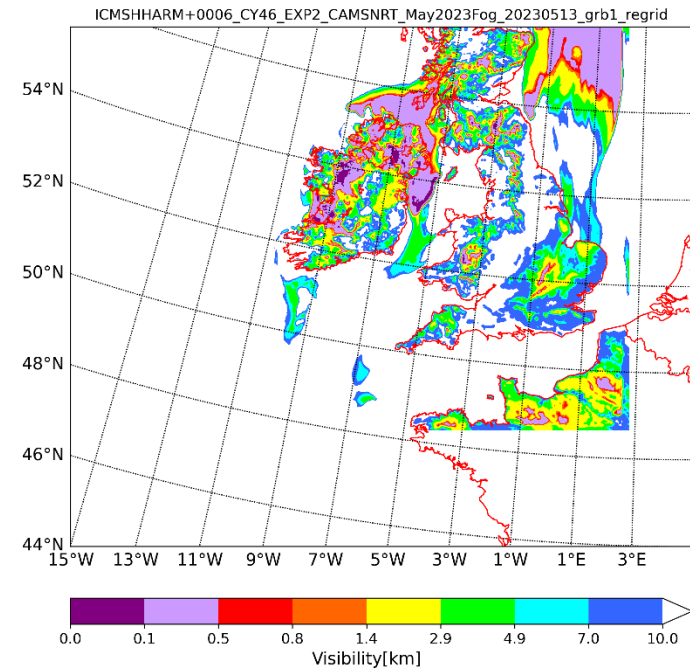 ICMSHHARM+0006_CY46_EXP2_CAMSNRT_May2023Fog_20230513_grb1_regrid
54°N
52°N
50°N
48°N
46°N
44°N
15°W 13°W 11°W 9°W 7°W 5°W 3°W 1°W 1°E 3°E
0.0 0.1 0.5 0.8 1.4 2.9 4.9 7.0 10.0
Visibility[km]